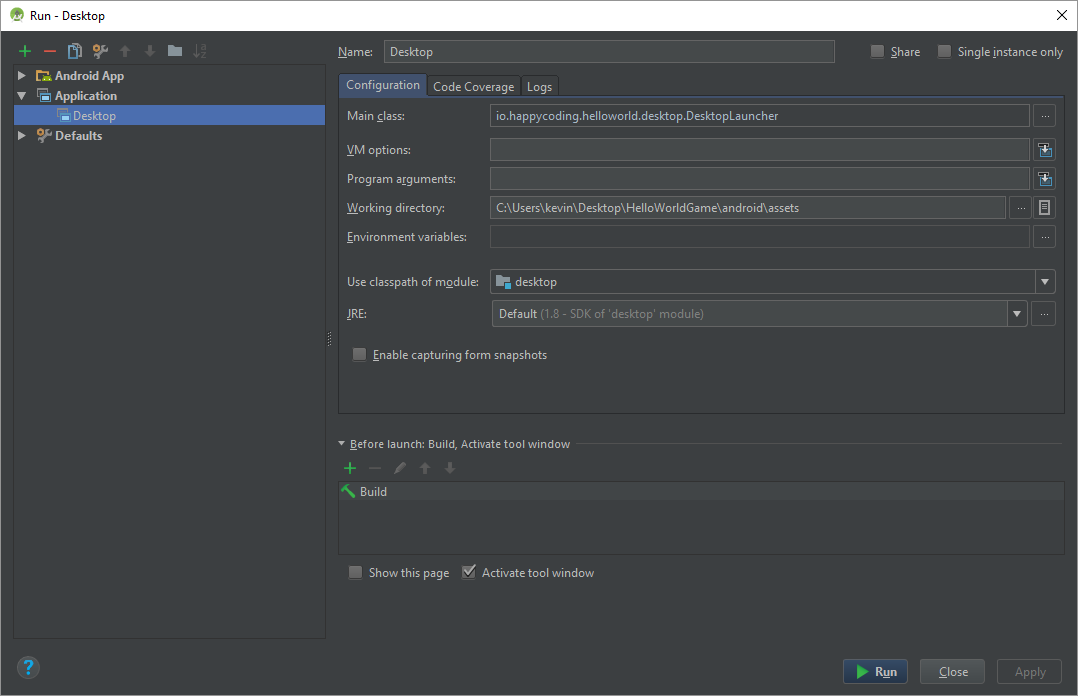 Run - Desktop
Name: Desktop Share Single instance only
Android App
Application
Desktop
Defaults
Configuration Code Coverage Logs
Main class: io.happycoding.helloworld.desktop.DesktopLauncher ...
VM options:
Program arguments:
Working directory: C:\Users\kevin\Desktop\HelloWorldGame\android\assets ...
Environment variables: ...
Use classpath of module: desktop
JRE: Default (1.8 - SDK of 'desktop' module) ...
Enable capturing form snapshots
Before launch: Build, Activate tool window
Build
Show this page Activate tool window
? Run Close Apply